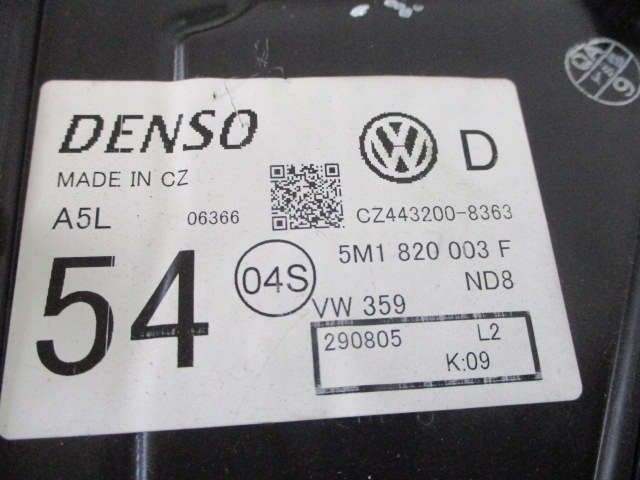 DENSO
D
MADE IN CZ
A5L 06366 CZ443200-8363
54 04S 5M1 820 003 F
ND8
VW 359
290805 L2
K:09
QA